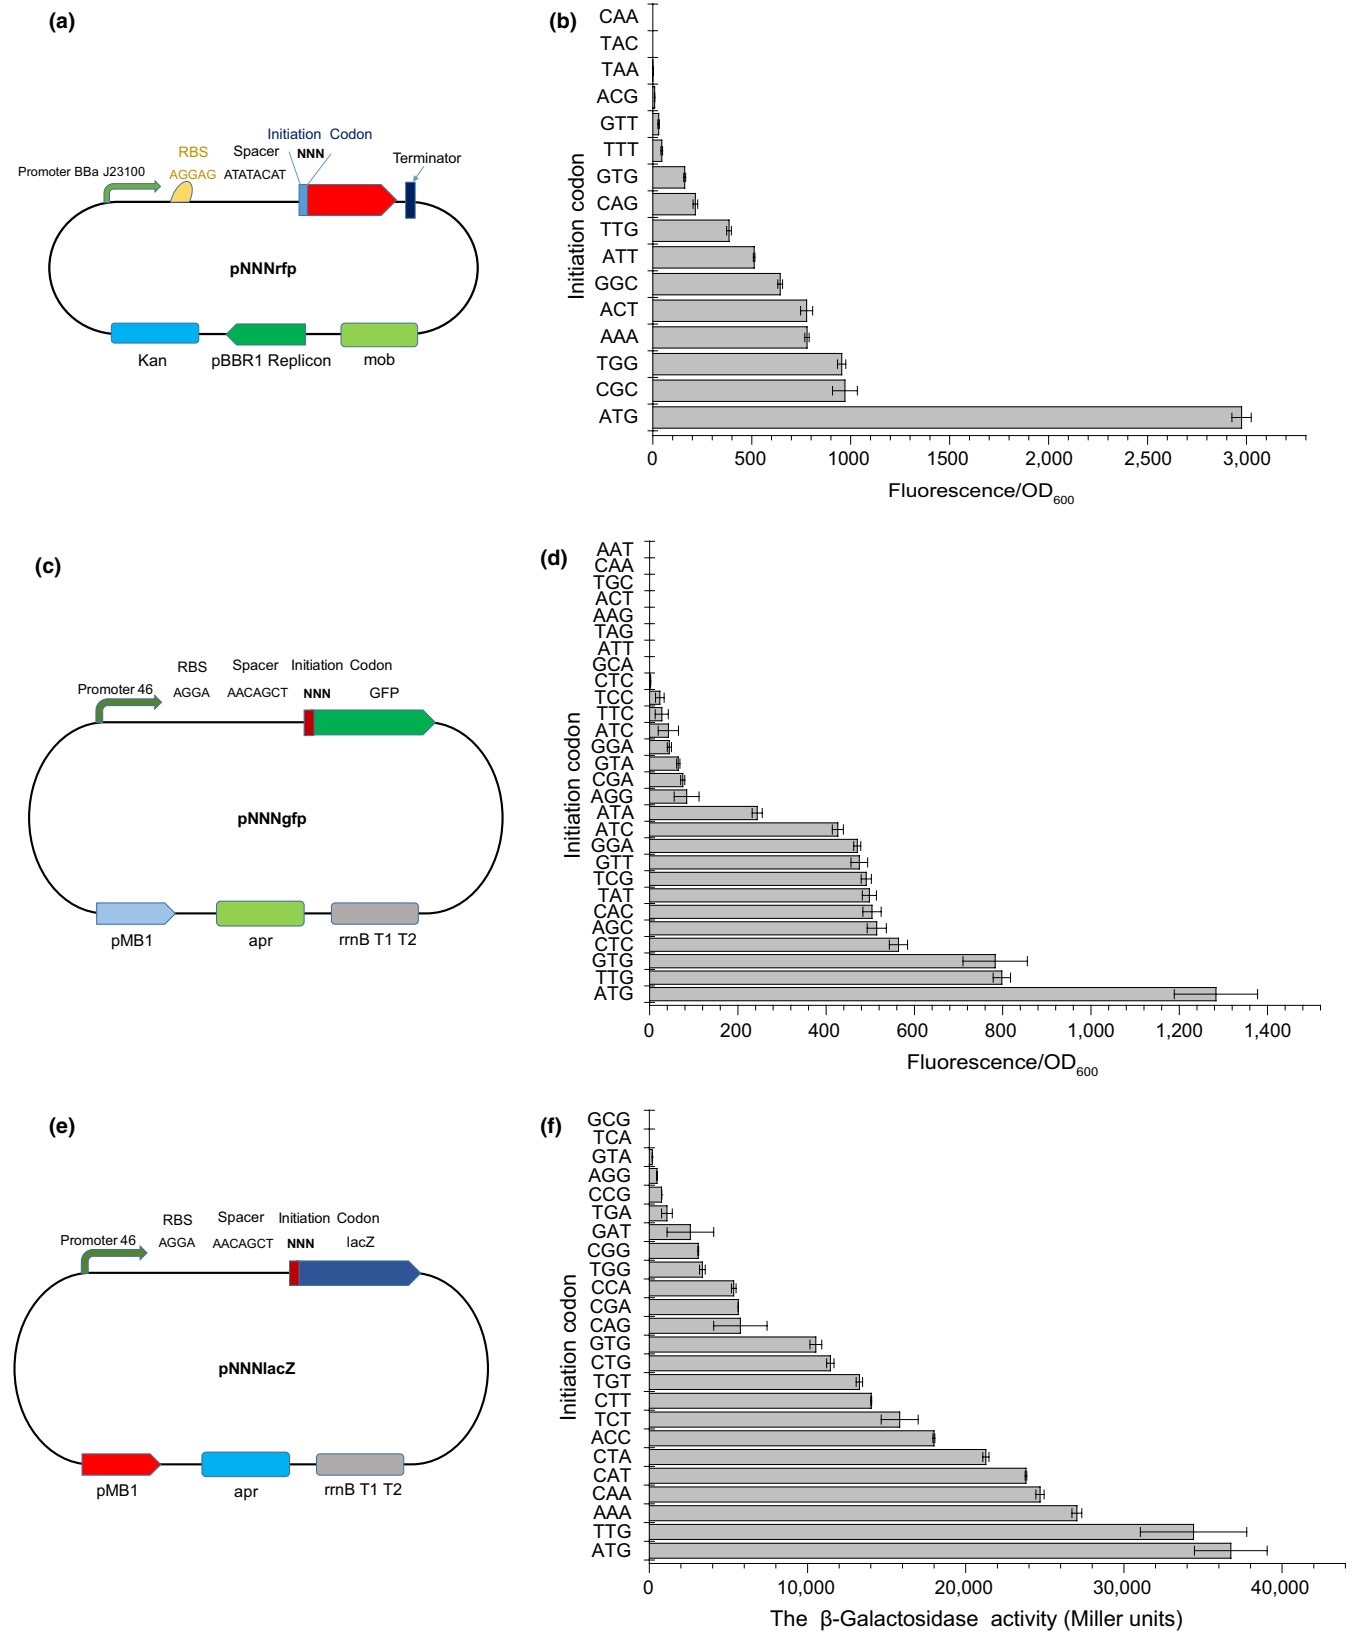 (a)
Initiation Codon
RBS Spacer NNN Terminator
Promoter BBa J23100 AGGAG ATATACAT
pNNNrfp
Kan pBBR1 Replicon mob
(b)
Initiation codon
CAA
TAC
TAA
ACG
GTT
TTT
GTG
CAG
TTG
ATT
GGC
ACT
AAA
TGG
CGC
ATG
0 500 1000 1,500 2,000 2,500 3,000
Fluorescence/OD600
(c)
RBS Spacer Initiation Codon
Promoter 46 AGGA AACAGCT NNN GFP
pNNNgfp
pMB1 apr rrnB T1 T2
(d)
Initiation codon
AAT
CAA
TGC
ACT
AAG
TAG
ATT
GCA
CTC
TCC
TTC
ATC
GGA
GTA
CGA
AGG
ATA
ATC
GGA
GTT
TCG
TAT
CAC
AGC
CTC
GTG
TTG
ATG
0 200 400 600 800 1,000 1,200 1,400
Fluorescence/OD600
(e)
RBS Spacer Initiation Codon
Promoter 46 AGGA AACAGCT NNN lacZ
pNNNlacZ
pMB1 apr rrnB T1 T2
(f)
Initiation codon
GCG
TCA
GTA
AGG
CCG
TGA
GAT
CGG
TGG
CCA
CGA
CAG
GTG
CTG
TGT
CTT
TCT
ACC
CTA
CAT
CAA
AAA
TTG
ATG
0 10,000 20,000 30,000 40,000
The β-Galactosidase activity (Miller units)